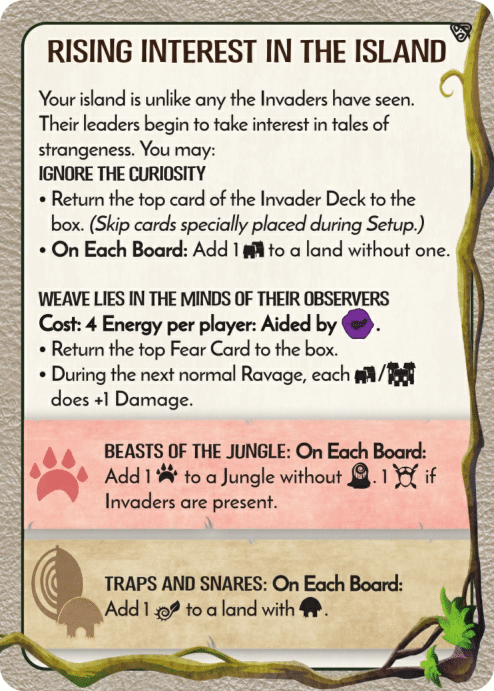 RISING INTEREST IN THE ISLAND
Your island is unlike any the Invaders have seen.
Their leaders begin to take interest in tales of
strangeness. You may:
IGNORE THE CURIOSITY
• Return the top card of the Invader Deck to the
box. (Skip cards specially placed during Setup.)
• On Each Board: Add 1 to a land without one.
WEAVE LIES IN THE MINDS OF THEIR OBSERVERS
Cost: 4 Energy per player: Aided by .
• Return the top Fear Card to the box.
• During the next normal Ravage, each /
does +1 Damage.
BEASTS OF THE JUNGLE: On Each Board:
Add 1 to a Jungle without . 1 if
Invaders are present.
TRAPS AND SNARES: On Each Board:
Add 1 to a land with .